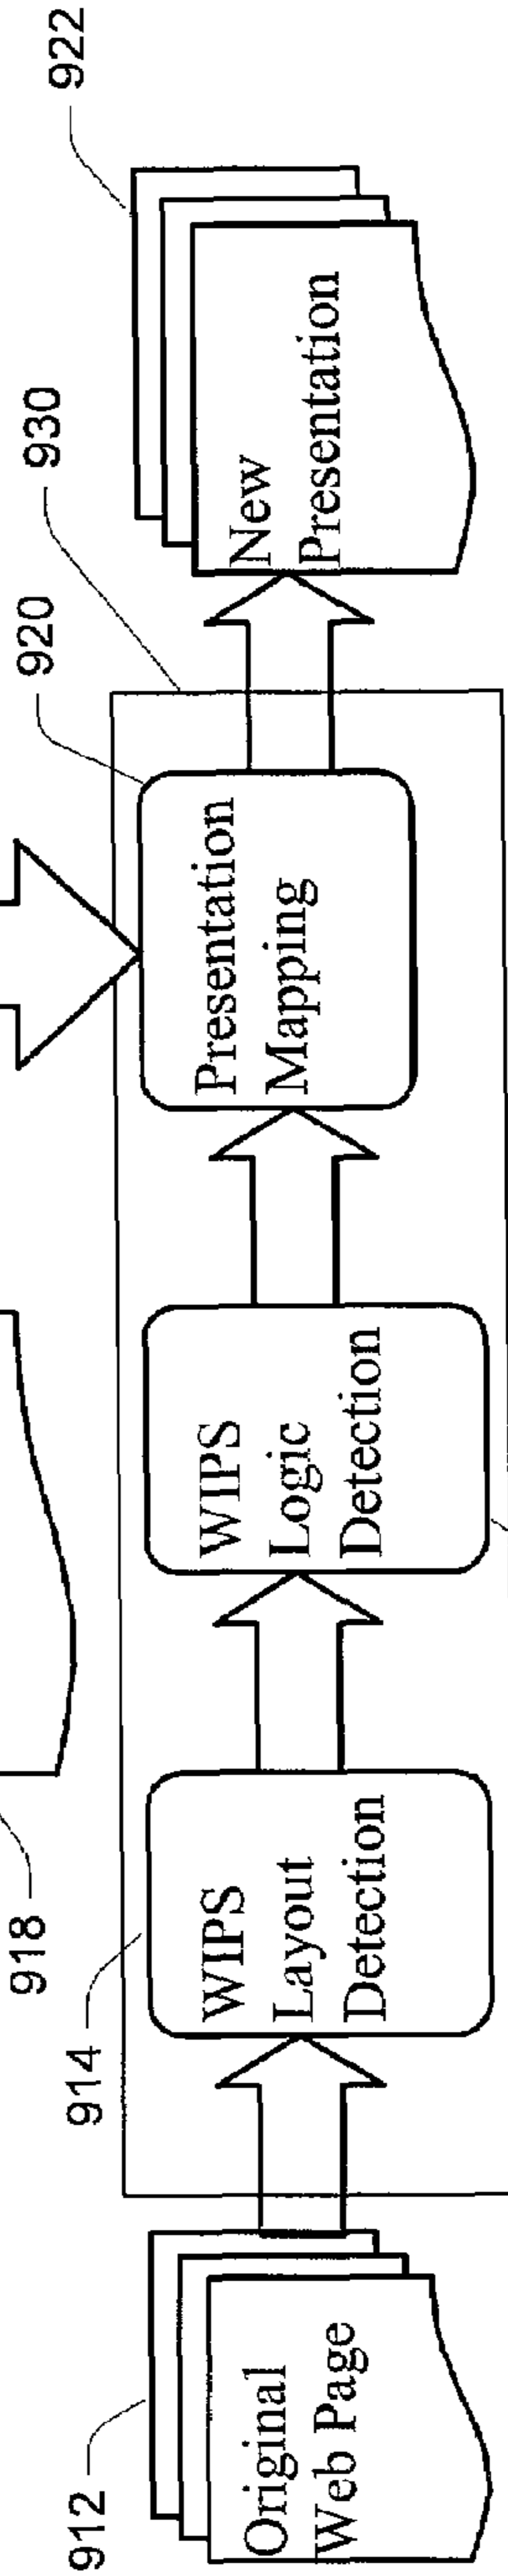 912
Original
Web Page
914
WIPS
Layout
Detection
918
WIPS
Logic
Detection
920
Presentation
Mapping
930
New
Presentation
922